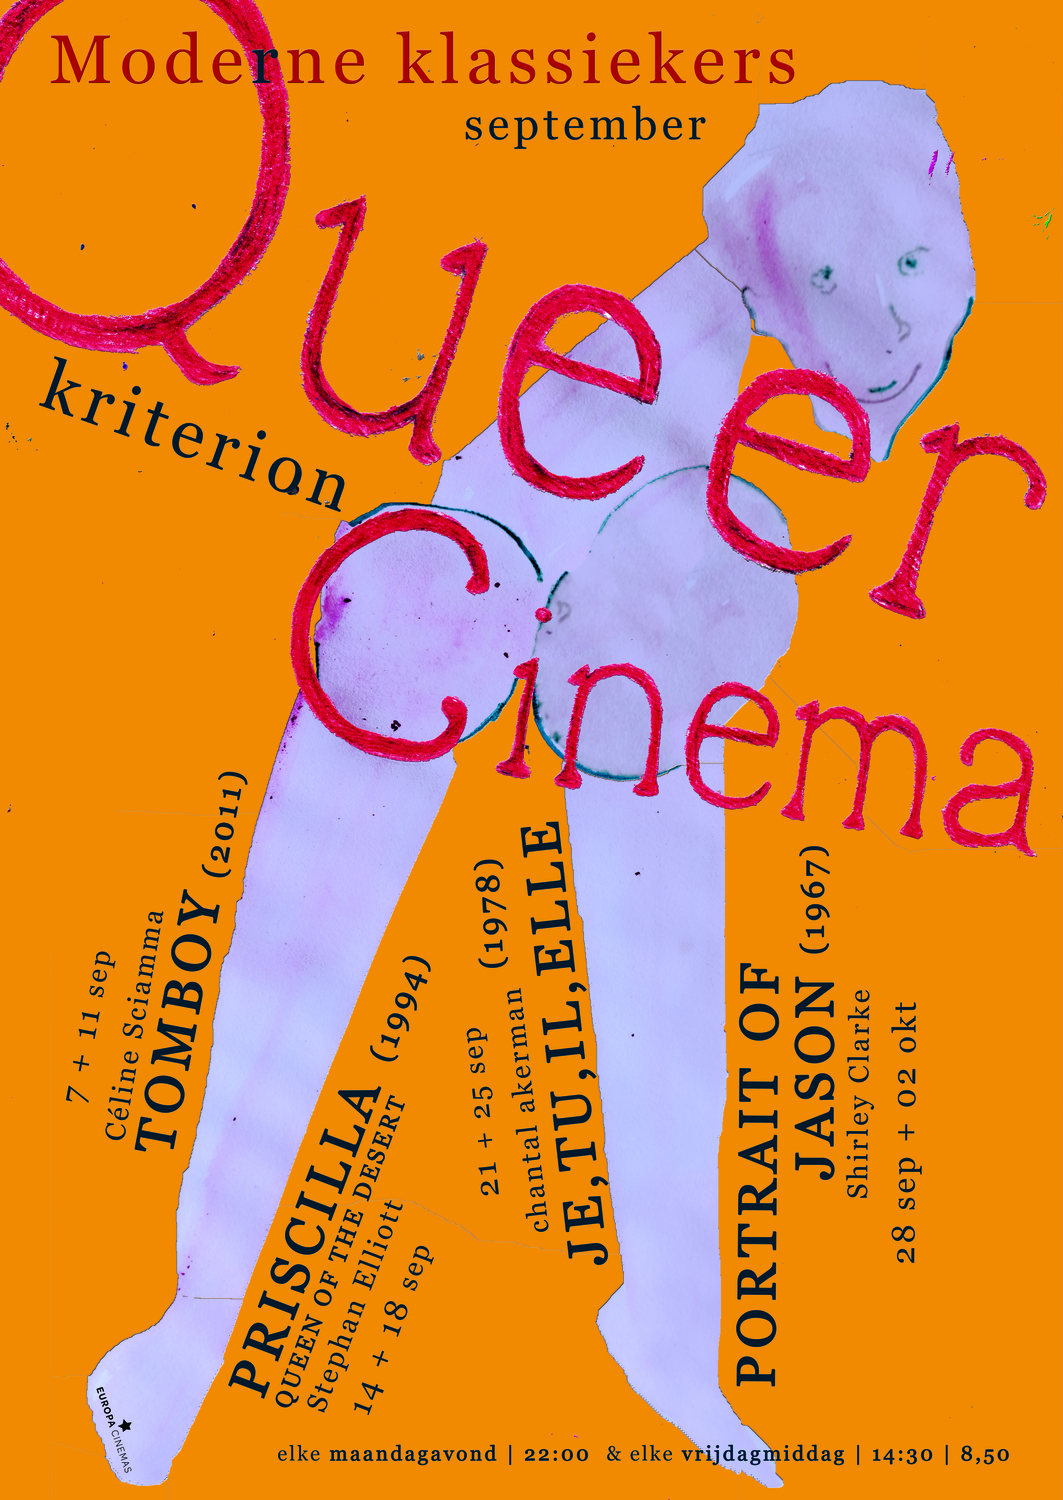 Moderne klassiekers
september
Queer
kriterion
Cinema
7 + 11 sep
Céline Sciamma
TOMBOY (2011)
PRISCILLA (1994)
QUEEN OF THE DESERT
Stephan Elliott
14 + 18 sep
21 + 25 sep (1978)
chantal akerman
JE,TU,IL,ELLE
PORTRAIT OF
JASON (1967)
Shirley Clarke
28 sep + 02 okt
EUROPA CINEMAS
elke maandagavond | 22:00 & elke vrijdagmiddag | 14:30 | 8,50